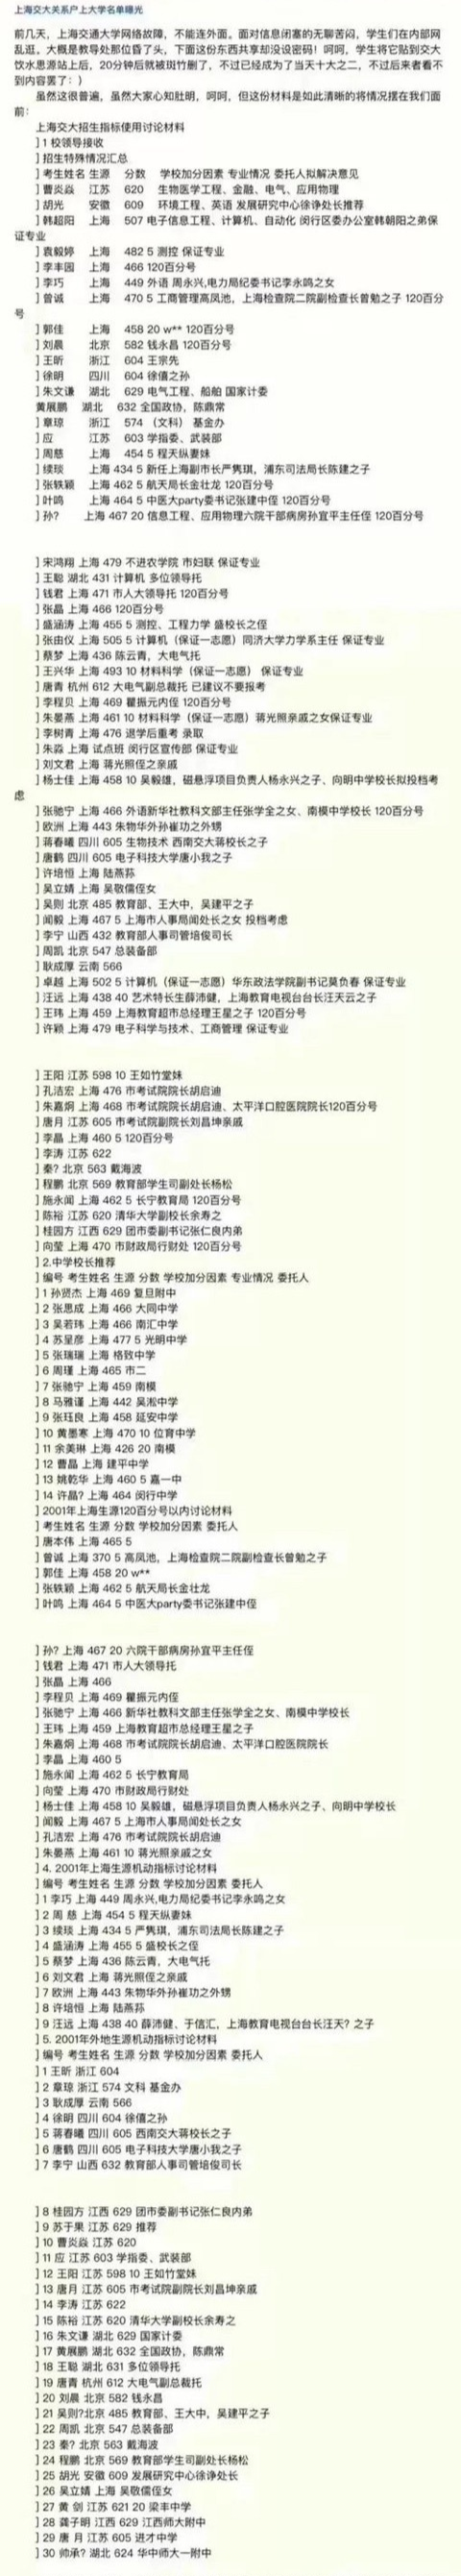 上海交大关系户上大学名单曝光
前几天，上海交通大学网络故障，不能连外面。面对信息闭塞的无聊苦闷，学生们在内部网
乱逛。大概是教导处那位昏了头，下面这份东西共享却没设密码！呵呵，学生将它贴到交大
饮水思源站上后，20分钟后就被斑竹删了，不过已经成为了当天十大之二，不过后来者看不
到内容罢了：）
虽然这很普遍，虽然大家心知肚明，呵呵，但这份材料是如此清晰的将情况摆在我们面
前：
上海交大招生指标使用讨论材料
] 1 校领导接收
] 招生特殊情况汇总
] 考生姓名 生源 分数 学校加分因素 专业情况 委托人拟解决意见
] 曹炎焱 江苏 620 生物医学工程、金融、电气、应用物理
] 胡光 安徽 609 环境工程、英语 发展研究中心徐诤处长推荐
] 韩超阳 上海 507 电子信息工程、计算机、自动化 闵行区委办公室韩朝阳之弟保
证专业
] 袁毅婷 上海 482 5 测控 保证专业
] 李丰园 上海 466 120百分号
] 李巧 上海 449 外语 周永兴,电力局纪委书记李永鸣之女
] 曾诚 上海 470 5 工商管理高凤池，上海检查院二院副检查长曾勉之子 120百分
号
] 郭佳 上海 458 20 w** 120百分号
] 刘晨 北京 582 钱永昌 120百分号
] 王昕 浙江 604 王宗先
] 徐明 四川 604 徐僖之孙
] 朱文谦 湖北 629 电气工程、船舶 国家计委
黄展鹏 湖北 632 全国政协，陈鼎常
] 章琼 浙江 574 （文科） 基金办
] 应 江苏 603 学指委、武装部
] 周慈 上海 454 5 程天纵妻妹
] 续琰 上海 434 5 新任上海副市长严隽琪，浦东司法局长陈建之子
] 张轶颖 上海 462 5 航天局长金壮龙 120百分号
] 叶鸣 上海 464 5 中医大party委书记张建中侄 120百分号
] 孙? 上海 467 20 信息工程、应用物理六院干部病房孙宜平主任侄 120百分号
] 宋鸿翔 上海 479 不进农学院 市妇联 保证专业
] 王聪 湖北 431 计算机 多位领导托
] 钱君 上海 471 市人大领导托 120百分号
] 张晶 上海 466 120百分号
] 盛涵涛 上海 455 5 测控、工程力学 盛校长之侄
] 张由仪 上海 505 5 计算机（保证一志愿）同济大学力学系主任 保证专业
] 蔡梦 上海 436 陈云青，大电气托
] 王兴华 上海 493 10 材料科学（保证一志愿） 保证专业
] 唐青 杭州 612 大电气副总裁托 已建议不要报考
] 李程贝 上海 469 瞿振元内侄 120百分号
] 朱晏燕 上海 461 10 材料科学（保证一志愿）蒋光照亲戚之女保证专业
] 李树青 上海 476 退学后重考 录取
] 朱焱 上海 试点班 闵行区宣传部 保证专业
] 刘文君 上海 蒋光照侄之亲戚
] 杨士佳 上海 458 10 吴毅雄，磁悬浮项目负责人杨永兴之子、向明中学校长拟投档考
虑
] 张驰宁 上海 466 外语新华社教科文部主任张学全之女、南模中学校长 120百分号
] 欧洲 上海 443 朱物华外孙崔功之外甥
] 蒋春曦 四川 605 生物技术 西南交大蒋校长之子
] 唐鹤 四川 605 电子科技大学唐小我之子
] 许培恒 上海 陆燕荪
] 吴立婧 上海 吴敬儒侄女
] 吴则 北京 485 教育部、王大中，吴建平之子
] 闻毅 上海 467 5 上海市人事局闻处长之女 投档考虑
] 李宁 山西 432 教育部人事司管培俊司长
] 周凯 北京 547 总装备部
] 耿成厚 云南 566
] 卓越 上海 502 5 计算机（保证一志愿）华东政法学院副书记莫负春 保证专业
] 汪远 上海 438 40 艺术特长生薛沛健，上海教育电视台台长汪天云之子
] 王玮 上海 459 上海教育超市总经理王星之子 120百分号
] 许颖 上海 479 电子科学与技术、工商管理 保证专业
] 王阳 江苏 598 10 王如竹堂妹
] 孔洁宏 上海 476 市考试院院长胡启迪
] 朱嘉炯 上海 468 市考试院院长胡启迪、太平洋口腔医院院长120百分号
] 唐月 江苏 605 市考试院副院长刘昌坤亲戚
] 李晶 上海 460 5 120百分号
] 李涛 江苏 622
] 秦? 北京 563 戴海波
] 程鹏 北京 569 教育部学生司副处长杨松
] 施永闻 上海 462 5 长宁教育局 120百分号
] 陈裕 江苏 620 清华大学副校长余寿之
] 桂园方 江西 629 团市委副书记张仁良内弟
] 向莹 上海 470 市财政局行财处 120百分号
] 2.中学校长推荐
] 编号 考生姓名 生源 分数 学校加分因素 专业情况 委托人
] 1 孙贤杰 上海 469 复旦附中
] 2 张思成 上海 466 大同中学
] 3 吴若玮 上海 466 南汇中学
] 4 苏呈彦 上海 477 5 光明中学
] 5 张瑞瑞 上海 格致中学
] 6 周瑾 上海 465 市二
] 7 张驰宁 上海 459 南模
] 8 马雅谨 上海 442 吴淞中学
] 9 张珏良 上海 458 延安中学
] 10 黄墨寒 上海 470 10 位育中学
] 11 余美琳 上海 426 20 南模
] 12 曹晶 上海 建平中学
] 13 姚乾华 上海 460 5 嘉一中
] 14 许晶? 上海 464 闵行中学
] 2001年上海生源120百分号以内讨论材料
] 考生姓名 生源 分数 学校加分因素 委托人
] 唐本伟 上海 465 5
] 曾诚 上海 370 5 高凤池，上海检查院二院副检查长曾勉之子
] 郭佳 上海 458 20 w**
] 张轶颖 上海 462 5 航天局长金壮龙
] 叶鸣 上海 464 5 中医大party委书记张建中侄
] 孙? 上海 467 20 六院干部病房孙宜平主任侄
] 钱君 上海 471 市人大领导托
] 张晶 上海 466
] 李程贝 上海 469 瞿振元内侄
] 张驰宁 上海 466 新华社教科文部主任张学全之女、南模中学校长
] 王玮 上海 459 上海教育超市总经理王星之子
] 朱嘉炯 上海 468 市考试院院长胡启迪、太平洋口腔医院院长
] 李晶 上海 460 5
] 施永闻 上海 462 5 长宁教育局
] 向莹 上海 470 市财政局行财处
] 杨士佳 上海 458 10 吴毅雄，磁悬浮项目负责人杨永兴之子、向明中学校长
] 闻毅 上海 467 5 上海市人事局闻处长之女
] 孔洁宏 上海 476 市考试院院长胡启迪
] 朱晏燕 上海 461 10 蒋光照亲戚之女
] 4. 2001年上海生源机动指标讨论材料
] 编号 考生姓名 生源 分数 学校加分因素 委托人
] 1 李巧 上海 449 周永兴,电力局纪委书记李永鸣之女
] 2 周 慈 上海 454 5 程天纵妻妹
] 3 续琰 上海 434 5 严隽琪，浦东司法局长陈建之子
] 4 盛涵涛 上海 455 5 盛校长之侄
] 5 蔡梦 上海 436 陈云青，大电气托
] 6 刘文君 上海 蒋光照侄之亲戚
] 7 欧洲 上海 443 朱物华外孙崔功之外甥
] 8 许培恒 上海 陆燕荪
] 9 汪远 上海 438 40 薛沛健、于信汇，上海教育电视台台长汪天? 之子
] 5. 2001年外地生源机动指标讨论材料
] 编号 考生姓名 生源 分数 学校加分因素 委托人
] 1 王昕 浙江 604
] 2 章琼 浙江 574 文科 基金办
] 3 耿成厚 云南 566
] 4 徐明 四川 604 徐僖之孙
] 5 蒋春曦 四川 605 西南交大蒋校长之子
] 6 唐鹤 四川 605 电子科技大学唐小我之子
] 7 李宁 山西 632 教育部人事司管培俊司长
] 8 桂园方 江西 629 团市委副书记张仁良内弟
] 9 苏于果 江苏 629 推荐
] 10 曹炎焱 江苏 620
] 11 应 江苏 603 学指委、武装部
] 12 王阳 江苏 598 10 王如竹堂妹
] 13 唐月 江苏 605 市考试院副院长刘昌坤亲戚
] 14 李涛 江苏 622
] 15 陈裕 江苏 620 清华大学副校长余寿之
] 16 朱文谦 湖北 629 国家计委
] 17 黄展鹏 湖北 632 全国政协，陈鼎常
] 18 王聪 湖北 631 多位领导托
] 19 唐青 杭州 612 大电气副总裁托
] 20 刘晨 北京 582 钱永昌
] 21 吴则?北京 485 教育部、王大中，吴建平之子
] 22 周凯 北京 547 总装备部
] 23 秦? 北京 563 戴海波
] 24 程鹏 北京 569 教育部学生司副处长杨松
] 25 胡光 安徽 609 发展研究中心徐诤处长
] 26 吴立婧 上海 吴敬儒侄女
] 27 黄 剑 江苏 621 20 梁丰中学
] 28 龚子明 江西 629 江西师大附中
] 29 唐 月 江苏 605 进才中学
] 30 帅承? 湖北 624 华中师大一附中